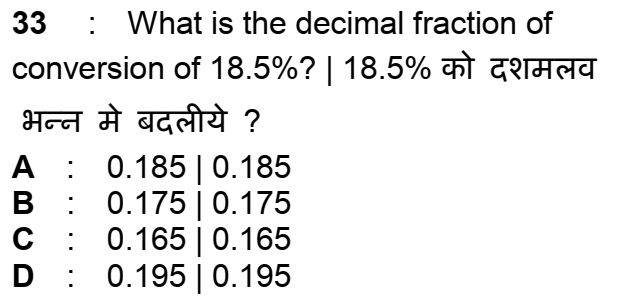 33 : What is the decimal fraction of
conversion of 18.5%? | 18.5% को दशमलव
भन्न मे बदलीये ?
A : 0.185 | 0.185
B : 0.175 | 0.175
C : 0.165 | 0.165
D : 0.195 | 0.195